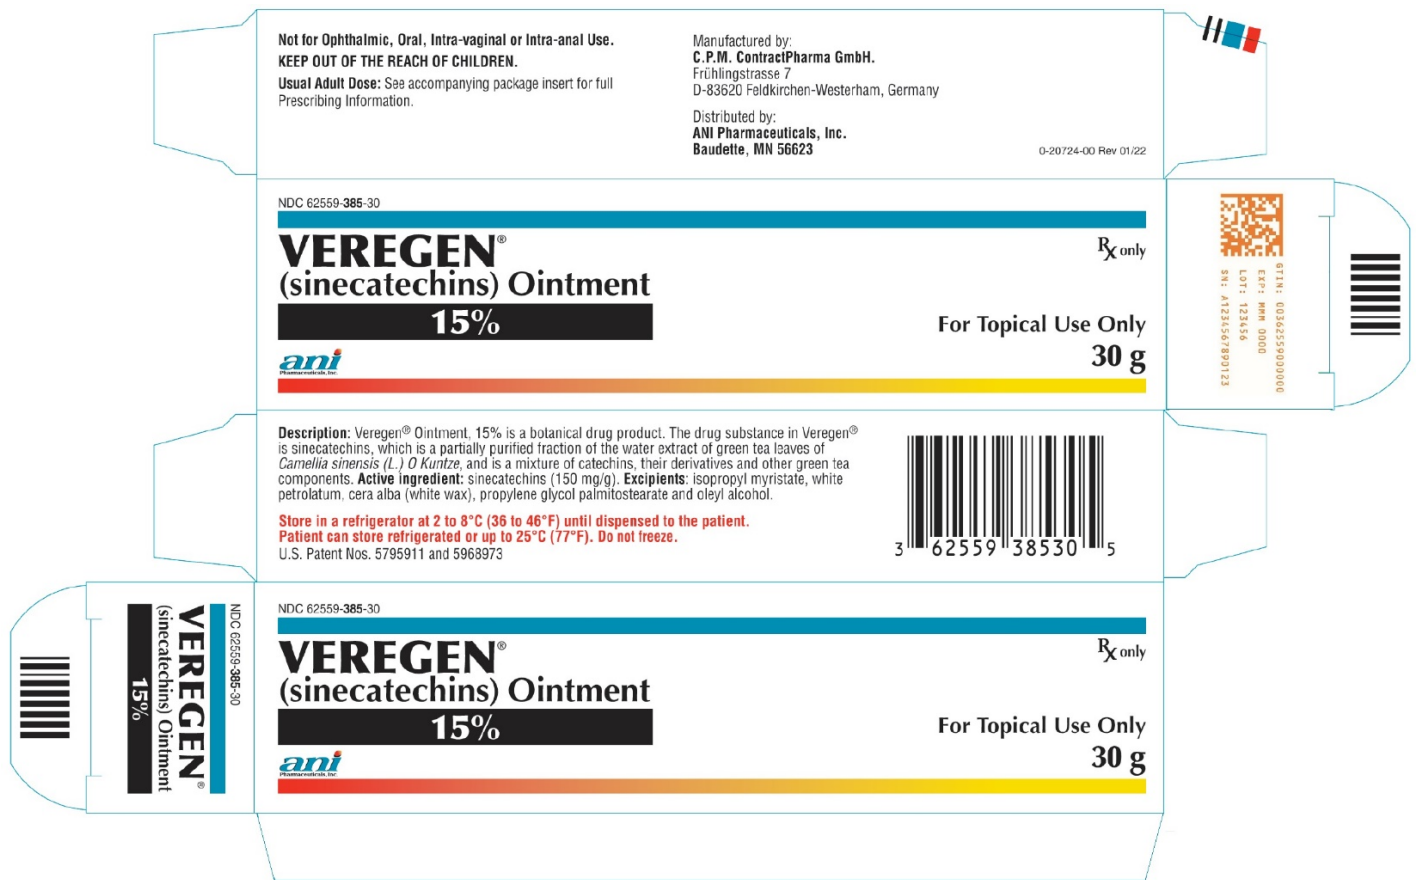 Not for Ophthalmic, Oral, Intra-vaginal or Intra-anal Use.
KEEP OUT OF THE REACH OF CHILDREN.
Usual Adult Dose: See accompanying package insert for full
Prescribing Information.
Manufactured by:
C.P.M. ContractPharma GmbH.
Frühlingstrasse 7
D-83620 Feldkirchen-Westerham, Germany
Distributed by:
ANI Pharmaceuticals, Inc.
Baudette, MN 56623
0-20724-00 Rev 01/22
NDC 62559-385-30
VEREGEN®
(sinecatechins) Ointment
15%
ani
Pharmaceuticals, Inc.
Rx only
For Topical Use Only
30 g
GTIN: 00362559000000
EXP: MMM 0000
LOT: 123456
SN: A1234567890123
Description: Veregen® Ointment, 15% is a botanical drug product. The drug substance in Veregen®
is sinecatechins, which is a partially purified fraction of the water extract of green tea leaves of
Camellia sinensis (L.) O Kuntze, and is a mixture of catechins, their derivatives and other green tea
components. Active ingredient: sinecatechins (150 mg/g). Excipients: isopropyl myristate, white
petrolatum, cera alba (white wax), propylene glycol palmitostearate and oleyl alcohol.
Store in a refrigerator at 2 to 8°C (36 to 46°F) until dispensed to the patient.
Patient can store refrigerated or up to 25°C (77°F). Do not freeze.
U.S. Patent Nos. 5795911 and 5968973
3 62559 38530 5
NDC 62559-385-30
VEREGEN®
(sinecatechins) Ointment
15%
NDC 62559-385-30
VEREGEN®
(sinecatechins) Ointment
15%
ani
Pharmaceuticals, Inc.
Rx only
For Topical Use Only
30 g